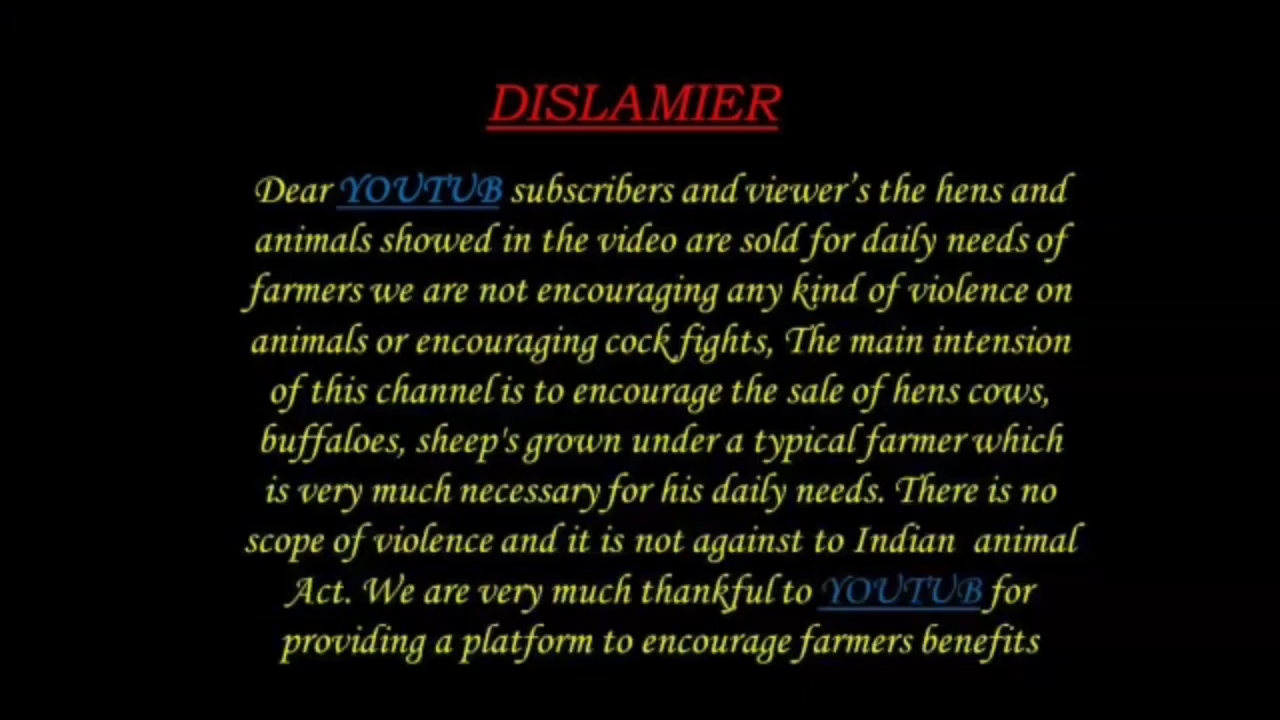 DISLAMIER
Dear YOUTUB subscribers and viewer's the hens and
animals showed in the video are sold for daily needs of
farmers we are not encouraging any kind of violence on
animals or encouraging cock fights, The main intension
of this channel is to encourage the sale of hens cows,
buffaloes, sheep's grown under a typical farmer which
is very much necessary for his daily needs. There is no
scope of violence and it is not against to Indian animal
Act. We are very much thankful to YOUTUB for
providing a platform to encourage farmers benefits